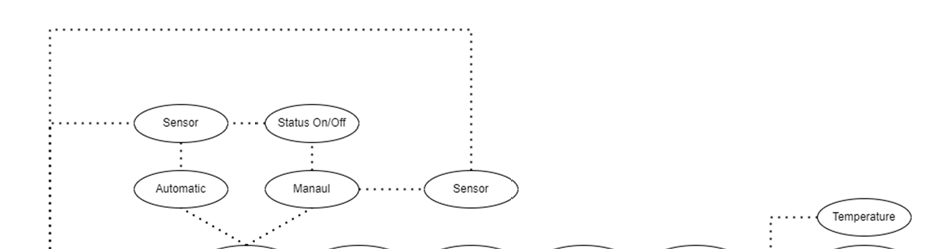 Sensor
Status On/Off
Automatic
Manaul
Sensor
Temperature